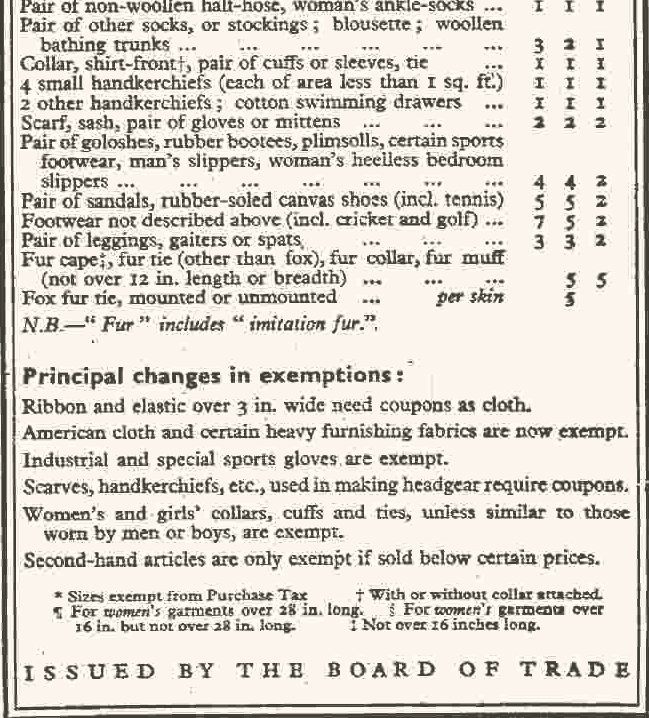 Pair of non-woollen half-hose, woman's ankle-socks ... 1 1 1
Pair of other socks, or stockings ; blousette ; woollen
bathing trunks ... ... ... ... ... ... 3 2 1
Collar, shirt-front†, pair of cuffs or sleeves, tie ... 1 1 1
4 small handkerchiefs (each of area less than 1 sq. ft.) 1 1 1
2 other handkerchiefs ; cotton swimming drawers ... 1 1 1
Scarf, sash, pair of gloves or mittens ... ... ... 2 2 2
Pair of goloshes, rubber bootees, plimsolls, certain sports
footwear, man's slippers, woman's heelless bedroom
slippers ... ... ... ... ... ... ... 4 4 2
Pair of sandals, rubber-soled canvas shoes (incl. tennis) 5 5 2
Footwear not described above (incl. cricket and golf) ... 7 5 2
Pair of leggings, gaiters or spats ... ... ... 3 3 2
Fur cape‡, fur tie (other than fox), fur collar, fur muff
(not over 12 in. length or breadth) ... ... ... 5 5
Fox fur tie, mounted or unmounted ... per skin 5
N.B.—“ Fur ” includes “ imitation fur.”
Principal changes in exemptions :
Ribbon and elastic over 3 in. wide need coupons as cloth.
American cloth and certain heavy furnishing fabrics are now exempt.
Industrial and special sports gloves are exempt.
Scarves, handkerchiefs, etc., used in making headgear require coupons.
Women's and girls' collars, cuffs and ties, unless similar to those
worn by men or boys, are exempt.
Second-hand articles are only exempt if sold below certain prices.
* Sizes exempt from Purchase Tax † With or without collar attached.
¶ For women's garments over 28 in. long. § For women's garments over
16 in. but not over 28 in. long. ‡ Not over 16 inches long.
ISSUED BY THE BOARD OF TRADE